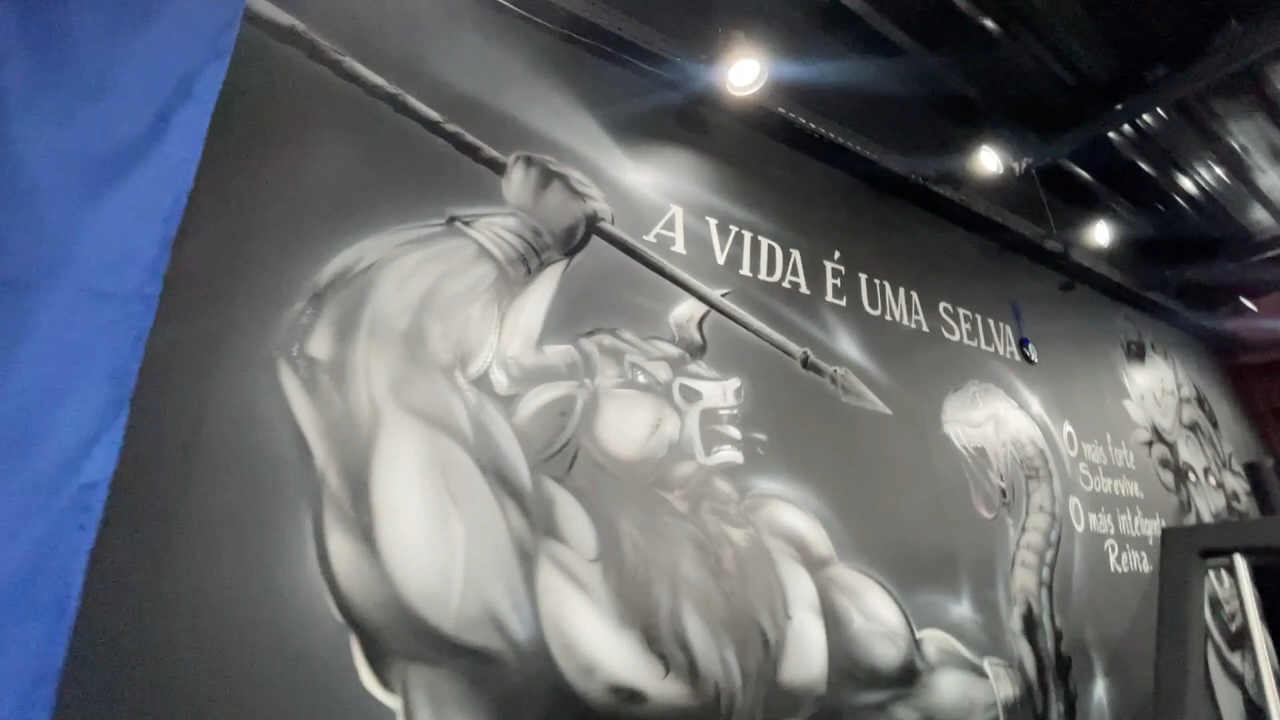 A VIDA É UMA SELVA
O mais forte
Sobrevive.
O mais inteligente
Reina.